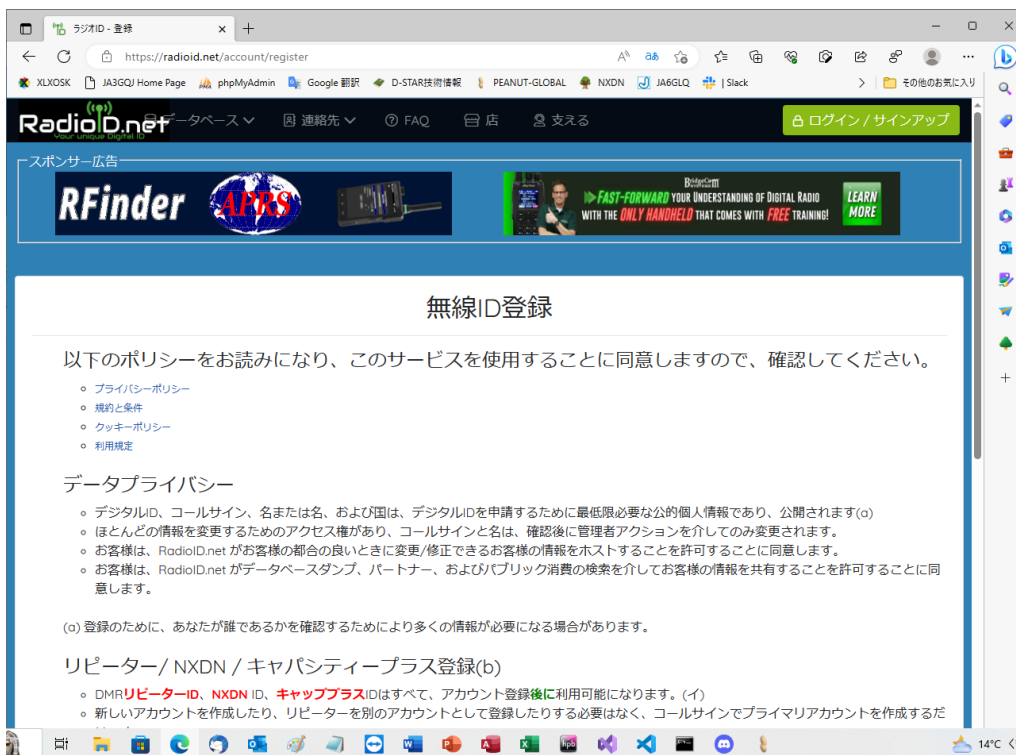 ラジオID - 登録
https://radioid.net/account/register
XLXOSK JA3GQJ Home Page phpMyAdmin Google 翻訳 D-STAR技術情報 PEANUT-GLOBAL NXDN JA6GLQ | Slack その他のお気に入り
RadioID.net
Your unique Digital ID
データベース 連絡先 FAQ 店 支える ログイン / サインアップ
スポンサー広告
RFinder APRS
BridgeCom
FAST-FORWARD YOUR UNDERSTANDING OF DIGITAL RADIO
WITH THE ONLY HANDHELD THAT COMES WITH FREE TRAINING!
LEARN
MORE
無線ID登録
以下のポリシーをお読みになり、このサービスを使用することに同意しますので、確認してください。
プライバシーポリシー
規約と条件
クッキーポリシー
利用規定
データプライバシー
デジタルID、コールサイン、名または名、および国は、デジタルIDを申請するために最低限必要な公的個人情報であり、公開されます(a)
ほとんどの情報を変更するためのアクセス権があり、コールサインと名は、確認後に管理者アクションを介してのみ変更されます。
お客様は、RadioID.net がお客様の都合の良いときに変更/修正できるお客様の情報をホストすることを許可することに同意します。
お客様は、RadioID.net がデータベースダンプ、パートナー、およびパブリック消費の検索を介してお客様の情報を共有することを許可することに同
意します。
(a) 登録のために、あなたが誰であるかを確認するためにより多くの情報が必要になる場合があります。
リピーター/ NXDN / キャパシティープラス登録(b)
DMRリピーターID、NXDN ID、キャッププラスIDはすべて、アカウント登録後に利用可能になります。(イ)
新しいアカウントを作成したり、リピーターを別のアカウントとして登録したりする必要はなく、コールサインでプライマリアカウントを作成するだ
14°C